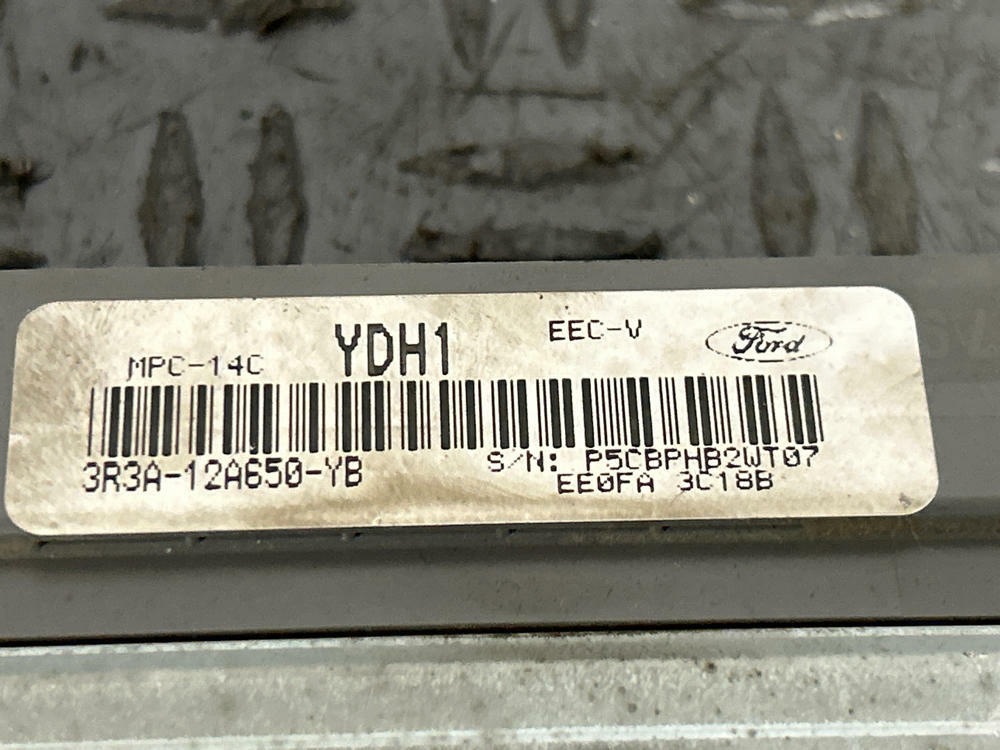 YDH1
EEC-V
Ford
MPC-14C
3R3A-12A650-YB
S/N: P5CBPHB2WT07
EE0FA 3C18B